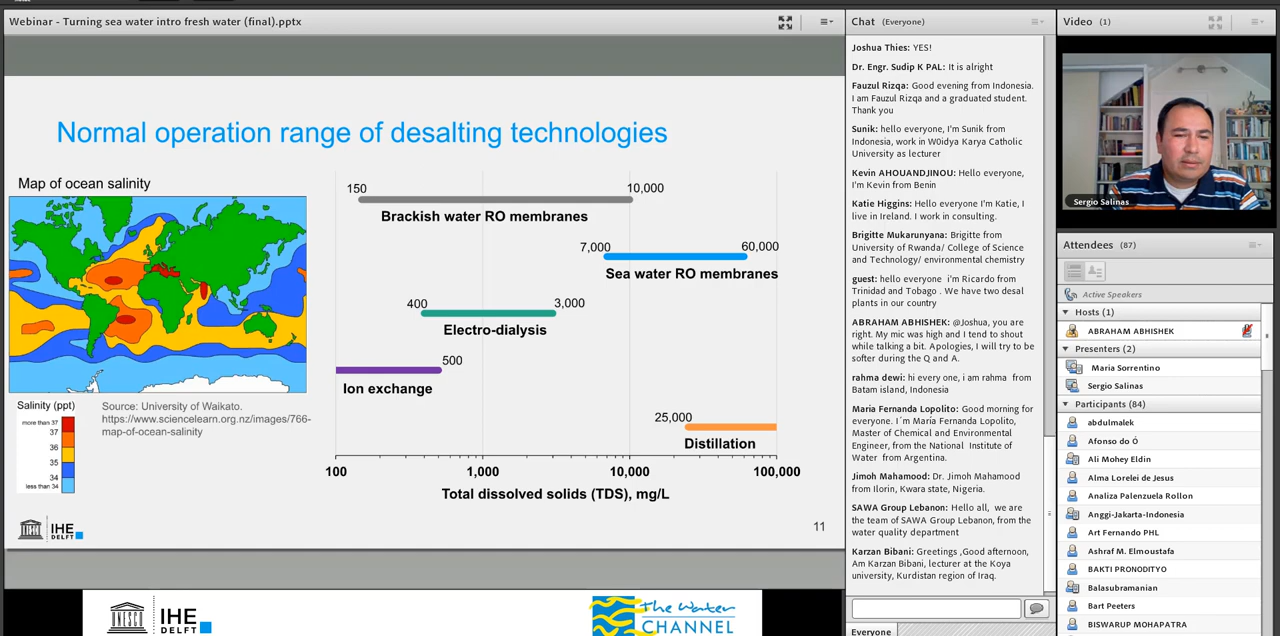 Webinar - Turning sea water intro fresh water (final).pptx
Normal operation range of desalting technologies
Map of ocean salinity
150
10,000
Brackish water RO membranes
7,000
60,000
Sea water RO membranes
400
3,000
Electro-dialysis
500
Ion exchange
25,000
Distillation
100
1,000
10,000
100,000
Total dissolved solids (TDS), mg/L
Salinity (ppt)
more than 37
37
36
35
34
less than 34
Source: University of Waikato.
https://www.sciencelearn.org.nz/images/766-
map-of-ocean-salinity
IHE
DELFT
11
UNESCO
IHE
DELFT
The Water
CHANNEL
Chat (Everyone)
Joshua Thies: YES!
Dr. Engr. Sudip K PAL: It is alright
Fauzul Rizqa: Good evening from Indonesia.
I am Fauzul Rizqa and a graduated student.
Thank you
Sunik: hello everyone, I'm Sunik from
Indonesia, work in W0idya Karya Catholic
University as lecturer
Kevin AHOUANDJINOU: Hello everyone,
I'm Kevin from Benin
Katie Higgins: Hello everyone I'm Katie, I
live in Ireland. I work in consulting.
Brigitte Mukarunyana: Brigitte from
University of Rwanda/ College of Science
and Technology/ environmental chemistry
guest: hello everyone i'm Ricardo from
Trinidad and Tobago . We have two desal
plants in our country
ABRAHAM ABHISHEK: @Joshua, you are
right. My mic was high and I tend to shout
while talking a bit. Apologies, I will try to be
softer during the Q and A.
rahma dewi: hi every one, i am rahma from
Batam island, Indonesia
Maria Fernanda Lopolito: Good morning for
everyone. I´m María Fernanda Lopolito,
Master of Chemical and Environmental
Engineer, from the National Institute of
Water from Argentina.
Jimoh Mahamood: Dr. Jimoh Mahamood
from Ilorin, Kwara state, Nigeria.
SAWA Group Lebanon: Hello all, we are
the team of SAWA Group Lebanon, from the
water quality department
Karzan Bibani: Greetings ,Good afternoon,
Am Karzan Bibani, lecturer at the Koya
university, Kurdistan region of Iraq.
Everyone
Video (1)
Sergio Salinas
Attendees (87)
Active Speakers
Hosts (1)
ABRAHAM ABHISHEK
Presenters (2)
Maria Sorrentino
Sergio Salinas
Participants (84)
abdulmalek
Afonso do Ó
Ali Mohey Eldin
Alma Lorelei de Jesus
Analiza Palenzuela Rollon
Anggi-Jakarta-Indonesia
Art Fernando PHL
Ashraf M. Elmoustafa
BAKTI PRONODITYO
Balasubramanian
Bart Peeters
BISWARUP MOHAPATRA